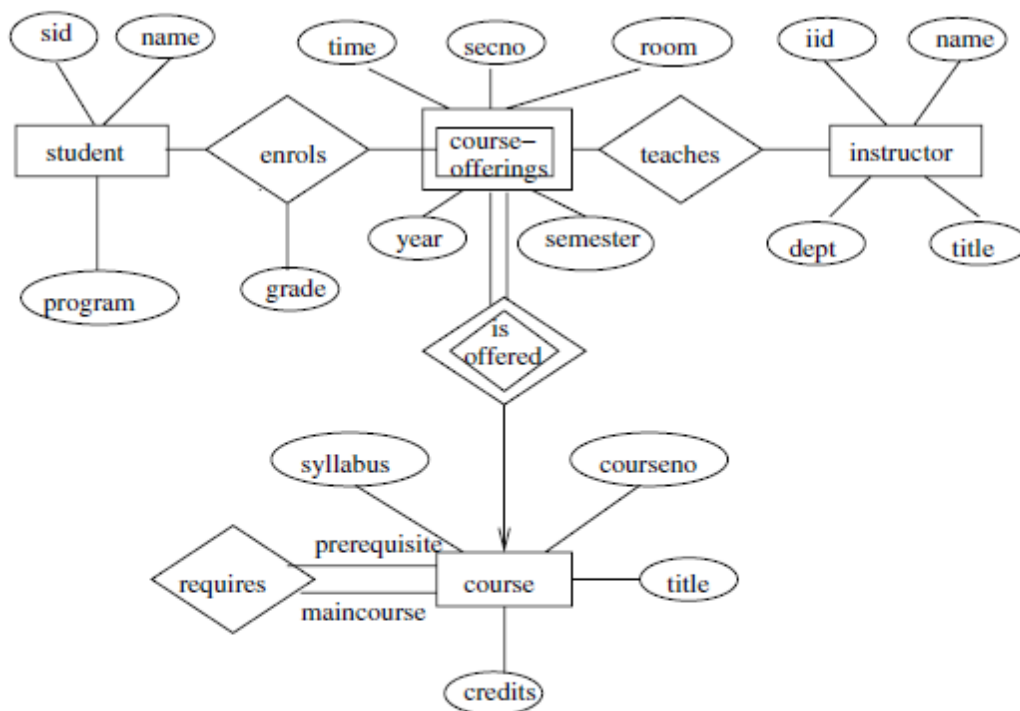 sid
name
time
secno
room
iid
name
student
enrols
course-
offerings
teaches
instructor
year
semester
dept
title
program
grade
is
offered
syllabus
courseno
prerequisite
requires
course
title
maincourse
credits